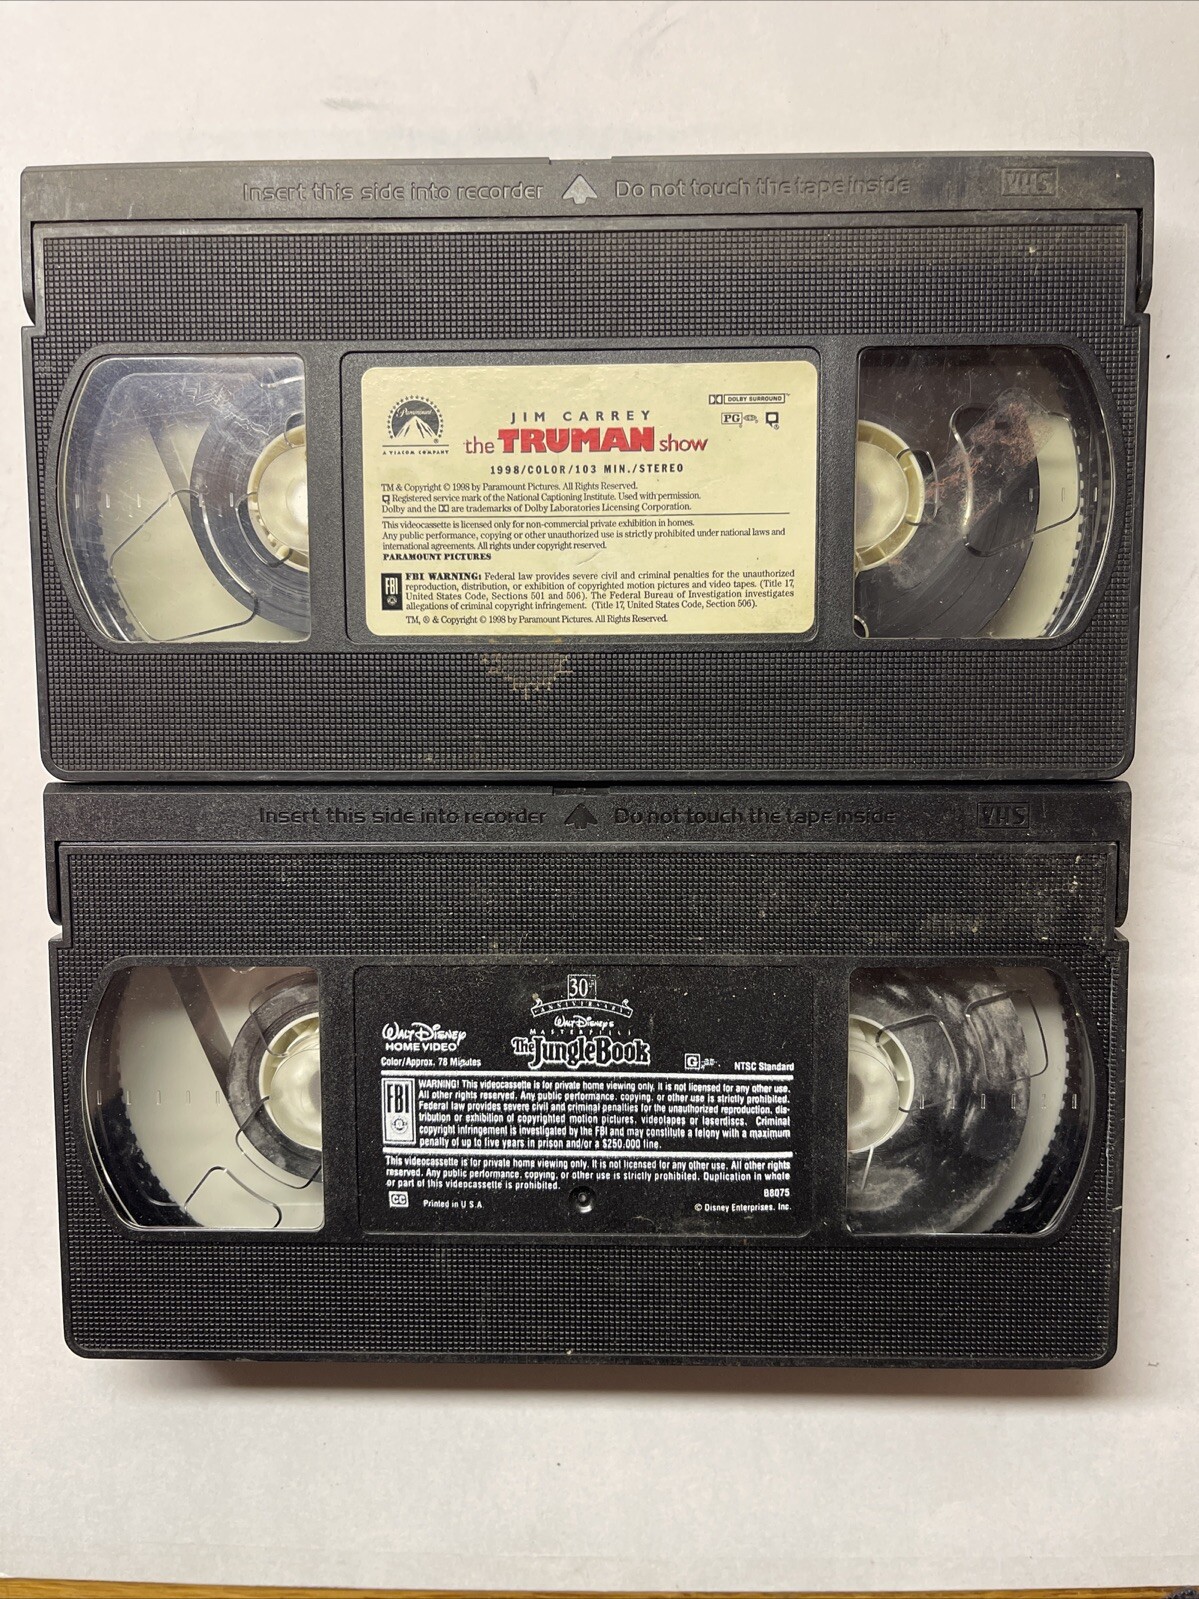 Insert this side into recorder Do not touch the tape inside VHS
Paramount
A VIACOM COMPANY
JIM CARREY
the TRUMAN show
DOLBY SURROUND
PG
1998/COLOR/103 MIN./STEREO
TM & Copyright © 1998 by Paramount Pictures. All Rights Reserved.
Registered service mark of the National Captioning Institute. Used with permission.
Dolby and the are trademarks of Dolby Laboratories Licensing Corporation.
This videocassette is licensed only for non-commercial private exhibition in homes.
Any public performance, copying or other unauthorized use is strictly prohibited under national laws and
international agreements. All rights under copyright reserved.
PARAMOUNT PICTURES
FBI
FBI WARNING: Federal law provides severe civil and criminal penalties for the unauthorized
reproduction, distribution, or exhibition of copyrighted motion pictures and video tapes. (Title 17,
United States Code, Sections 501 and 506). The Federal Bureau of Investigation investigates
allegations of criminal copyright infringement. (Title 17, United States Code, Section 506).
TM, ® & Copyright © 1998 by Paramount Pictures. All Rights Reserved.
Insert this side into recorder Do not touch the tape inside VHS
30TH
ANNIVERSARY
Walt Disney's
MASTERPIECE
The Jungle Book
Walt Disney
HOME VIDEO
Color/Approx. 78 Minutes
G
NTSC Standard
FBI
WARNING! This videocassette is for private home viewing only. It is not licensed for any other use.
All other rights reserved. Any public performance, copying, or other use is strictly prohibited.
Federal law provides severe civil and criminal penalties for the unauthorized reproduction, dis-
tribution or exhibition of copyrighted motion pictures, videotapes or laserdiscs. Criminal
copyright infringement is investigated by the FBI and may constitute a felony with a maximum
penalty of up to five years in prison and/or a $250,000 fine.
This videocassette is for private home viewing only. It is not licensed for any other use. All other rights
reserved. Any public performance, copying, or other use is strictly prohibited. Duplication in whole
or part of this videocassette is prohibited.
88075
CC
Printed in U.S.A.
© Disney Enterprises, Inc.